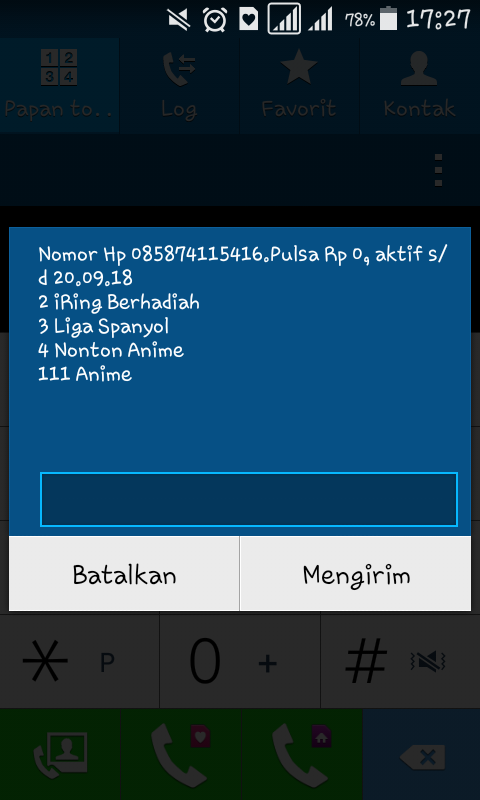 78% 17:27
1 2
3 4
Papan to.. Log Favorit Kontak
Nomor Hp 085874115416.Pulsa Rp 0, aktif s/
d 20.09.18
2 iRing Berhadiah
3 Liga Spanyol
4 Nonton Anime
111 Anime
Batalkan Mengirim
* P 0 + #